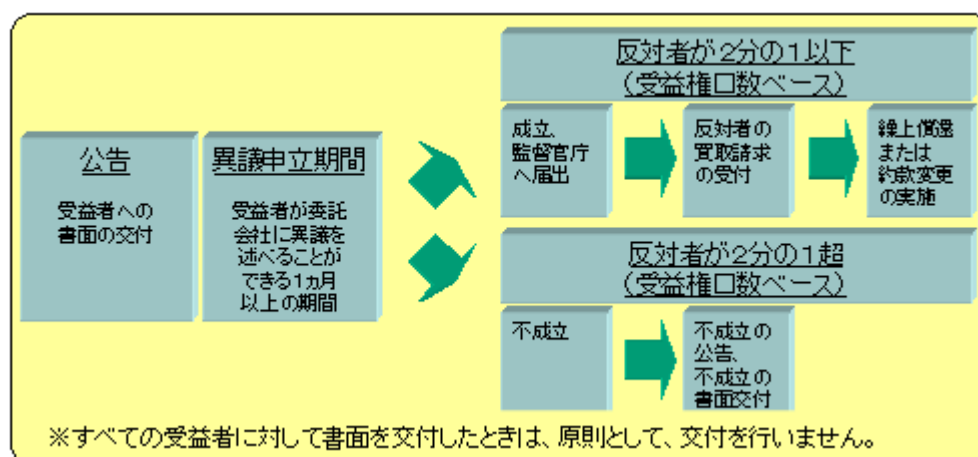 公告
受益者への
書面の交付
異議申立期間
受益者が委託
会社に異議を
述べることが
できる1ヵ月
以上の期間
反対者が2分の1以下
(受益権口数ベース)
成立、
監督官庁
へ届出
反対者の
買取請求
の受付
繰上償還
または
約款変更
の実施
反対者が2分の1超
(受益権口数ベース)
不成立
不成立の
公告、
不成立の
書面交付
※すべての受益者に対して書面を交付したときは、原則として、交付を行いません。